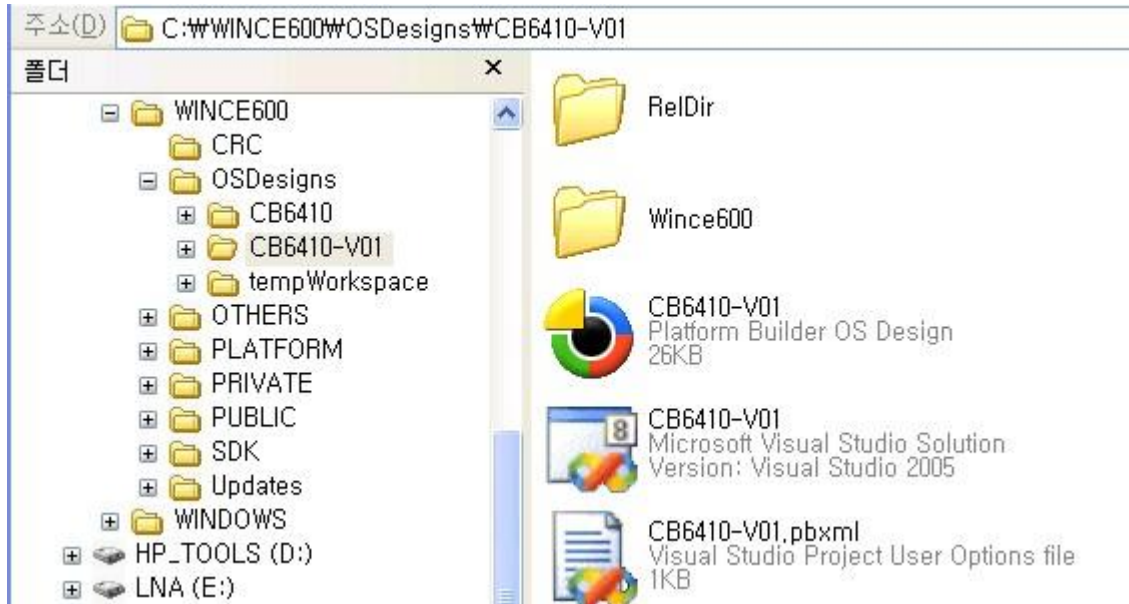 주소(D) C:₩WINCE600₩OSDesigns₩CB6410-V01
폴더
WINCE600
CRC
OSDesigns
CB6410
CB6410-V01
tempWorkspace
OTHERS
PLATFORM
PRIVATE
PUBLIC
SDK
Updates
WINDOWS
HP_TOOLS (D:)
LNA (E:)
RelDir
Wince600
CB6410-V01
Platform Builder OS Design
26KB
8
CB6410-V01
Microsoft Visual Studio Solution
Version: Visual Studio 2005
CB6410-V01.pbxml
Visual Studio Project User Options file
1KB